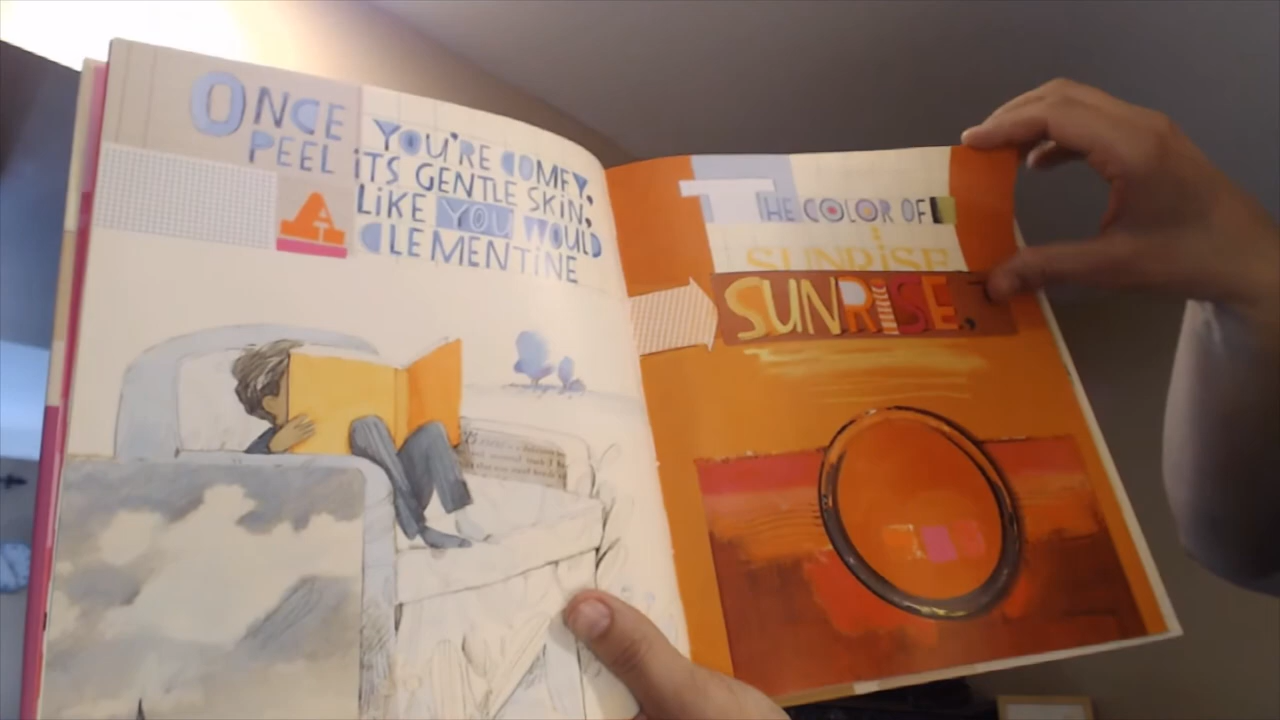 ONCE YOU'RE COMFY,
PEEL ITS GENTLE SKIN,
LIKE YOU WOULD
A CLEMENTINE
THE COLOR OF
SUNRISE
SUNRISE.